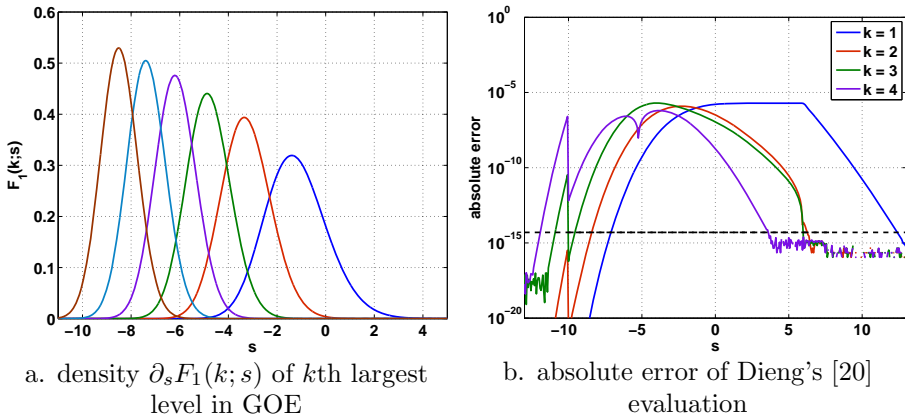 0.6
0.5
0.4
0.3
0.2
0.1
0
F₁(k;s)
−10 −8 −6 −4 −2 0 2 4
s
a. density ∂ₛF₁(k; s) of kth largest
level in GOE
10⁰
10⁻⁵
10⁻¹⁰
10⁻¹⁵
10⁻²⁰
absolute error
k = 1
k = 2
k = 3
k = 4
−10 −5 0 5 10
s
b. absolute error of Dieng's [20]
evaluation